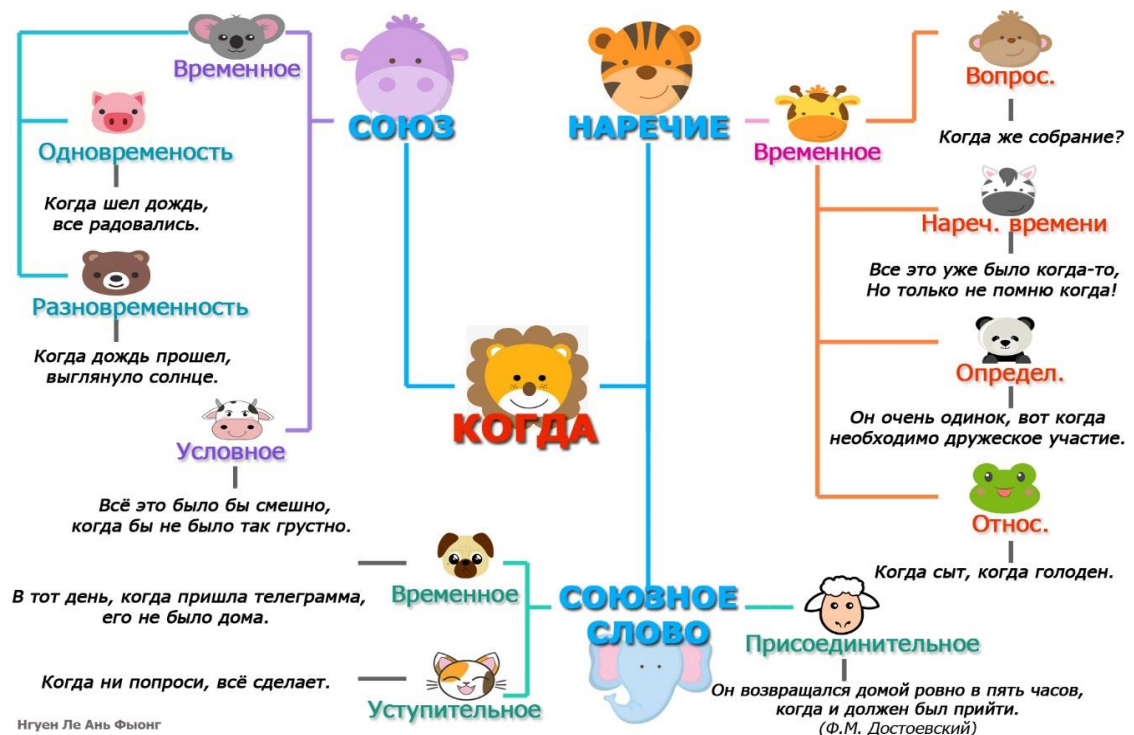 КОГДА
СОЮЗ
Временное
Одновременость
Когда шел дождь,
все радовались.
Разновременность
Когда дождь прошел,
выглянуло солнце.
Условное
Всё это было бы смешно,
когда бы не было так грустно.
НАРЕЧИЕ
Временное
Вопрос.
Когда же собрание?
Нареч. времени
Все это уже было когда-то,
Но только не помню когда!
Определ.
Он очень одинок, вот когда
необходимо дружеское участие.
Относ.
Когда сыт, когда голоден.
СОЮЗНОЕ
СЛОВО
Временное
В тот день, когда пришла телеграмма,
его не было дома.
Уступительное
Когда ни попроси, всё сделает.
Присоединительное
Он возвращался домой ровно в пять часов,
когда и должен был прийти.
(Ф.М. Достоевский)
Нгуен Ле Ань Фыонг